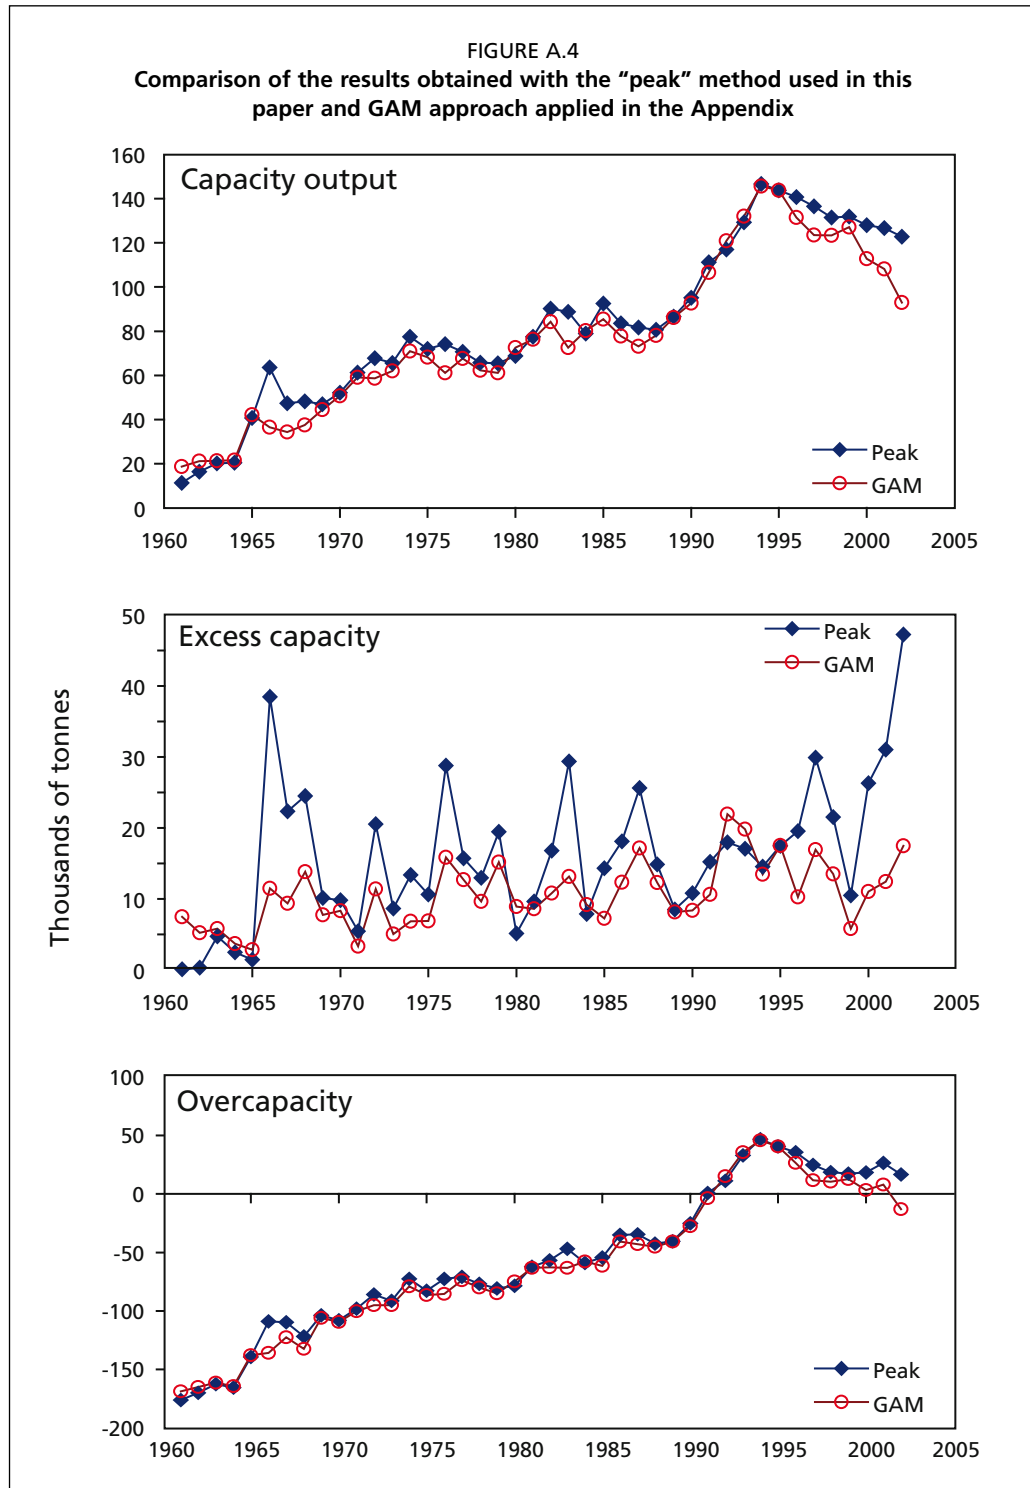 FIGURE A.4
Comparison of the results obtained with the “peak” method used in this
paper and GAM approach applied in the Appendix
Thousands of tonnes
Capacity output
160
140
120
100
80
60
40
20
0
Peak
GAM
1960 1965 1970 1975 1980 1985 1990 1995 2000 2005
Excess capacity
50
40
30
20
10
0
Peak
GAM
1960 1965 1970 1975 1980 1985 1990 1995 2000 2005
Overcapacity
100
50
0
-50
-100
-150
-200
Peak
GAM
1960 1965 1970 1975 1980 1985 1990 1995 2000 2005